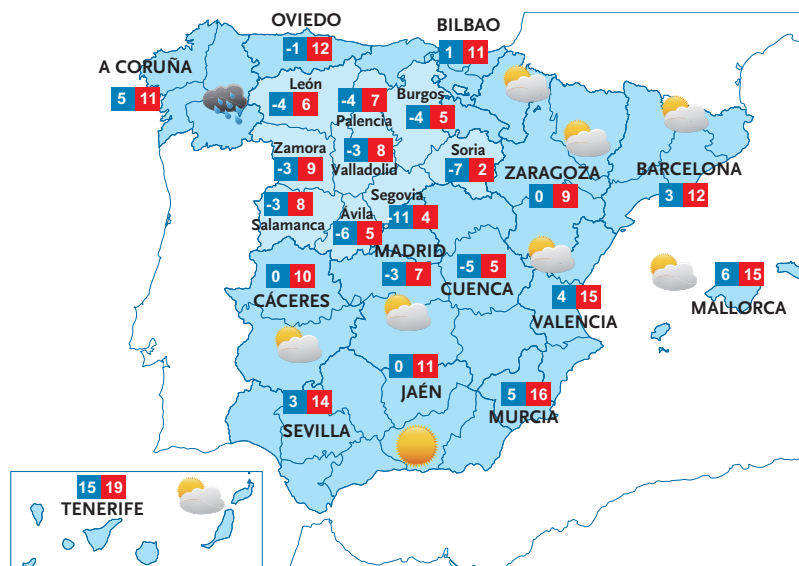 OVIEDO
-1 12
BILBAO
1 11
A CORUÑA
5 11
León
-4 6
-4 7
Palencia
Burgos
-4 5
Zamora
-3 9
-3 8
Valladolid
Soria
-7 2
ZARAGOZA
0 9
BARCELONA
3 12
-3 8
Salamanca
Segovia
-11 4
Ávila
-6 5
MADRID
-3 7
-5 5
CUENCA
0 10
CÁCERES
4 15
VALENCIA
6 15
MALLORCA
0 11
JAÉN
3 14
SEVILLA
5 16
MURCIA
15 19
TENERIFE